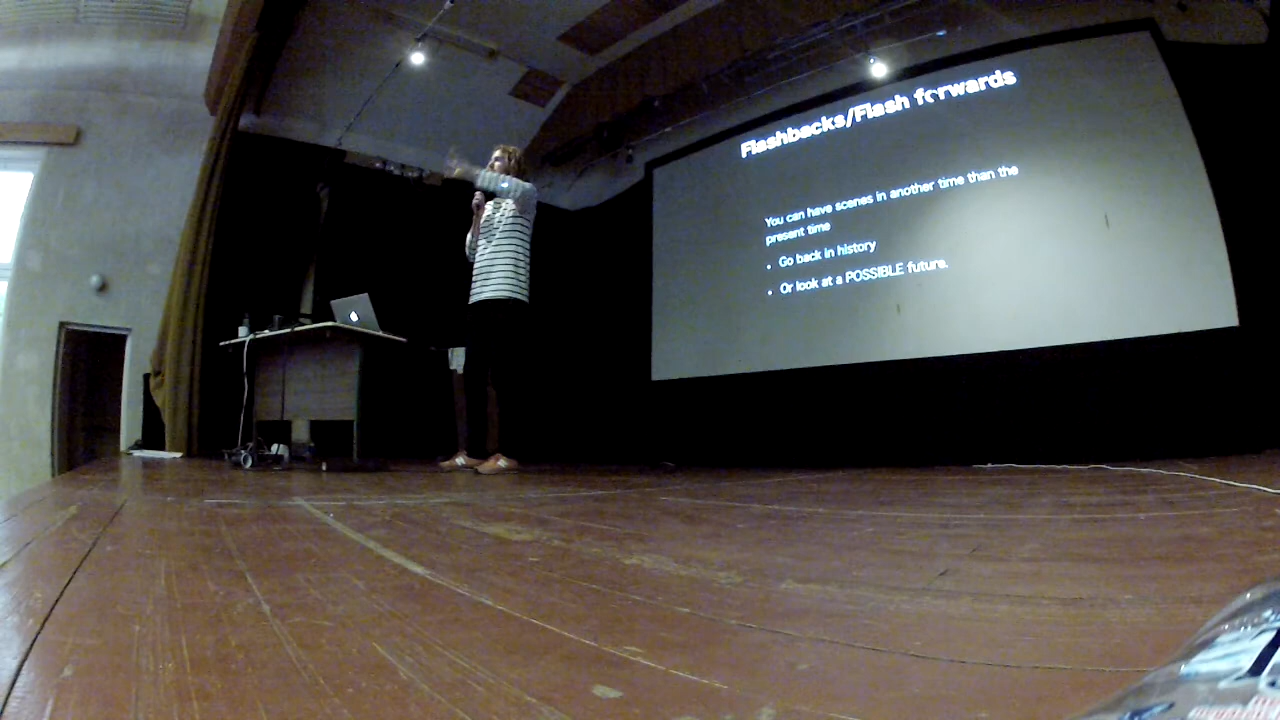 Flashbacks/Flash forwards
You can have scenes in another time than the
present time
• Go back in history
• Or look at a POSSIBLE future.